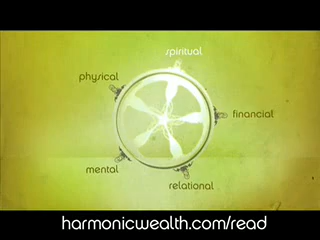 spiritual
physical
financial
mental
relational
harmonicwealth.com/read